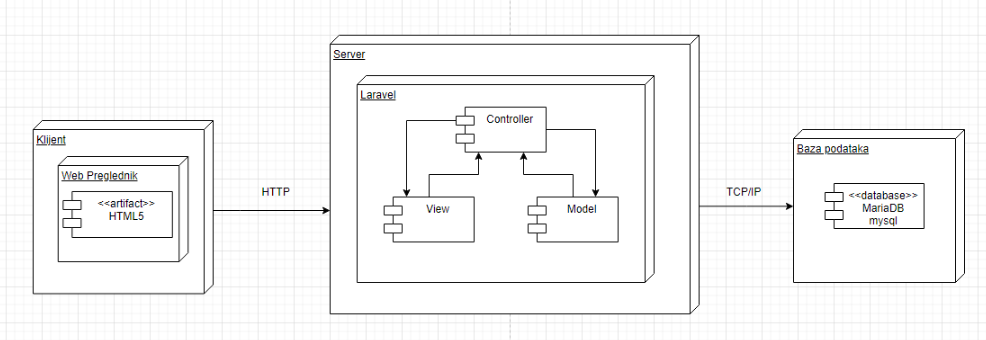 Klijent
Web Preglednik
<<artifact>>
HTML5
HTTP
Server
Laravel
Controller
View
Model
TCP/IP
Baza podataka
<<database>>
MariaDB
mysql